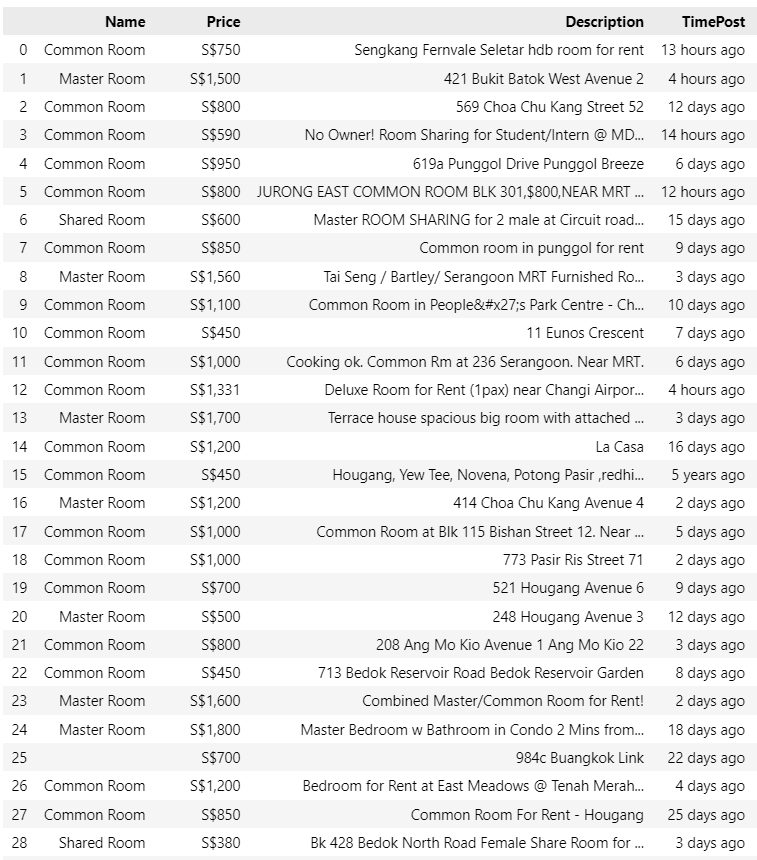 Name Price Description TimePost
0 Common Room S$750 Sengkang Fernvale Seletar hdb room for rent 13 hours ago
1 Master Room S$1,500 421 Bukit Batok West Avenue 2 4 hours ago
2 Common Room S$800 569 Choa Chu Kang Street 52 12 days ago
3 Common Room S$590 No Owner! Room Sharing for Student/Intern @ MD... 14 hours ago
4 Common Room S$950 619a Punggol Drive Punggol Breeze 6 days ago
5 Common Room S$800 JURONG EAST COMMON ROOM BLK 301,$800,NEAR MRT ... 12 hours ago
6 Shared Room S$600 Master ROOM SHARING for 2 male at Circuit road... 15 days ago
7 Common Room S$850 Common room in punggol for rent 9 days ago
8 Master Room S$1,560 Tai Seng / Bartley/ Serangoon MRT Furnished Ro... 3 days ago
9 Common Room S$1,100 Common Room in People&#x27;s Park Centre - Ch... 10 days ago
10 Common Room S$450 11 Eunos Crescent 7 days ago
11 Common Room S$1,000 Cooking ok. Common Rm at 236 Serangoon. Near MRT. 6 days ago
12 Common Room S$1,331 Deluxe Room for Rent (1pax) near Changi Airpor... 4 hours ago
13 Master Room S$1,700 Terrace house spacious big room with attached ... 3 days ago
14 Common Room S$1,200 La Casa 16 days ago
15 Common Room S$450 Hougang, Yew Tee, Novena, Potong Pasir ,redhi... 5 years ago
16 Master Room S$1,200 414 Choa Chu Kang Avenue 4 2 days ago
17 Common Room S$1,000 Common Room at Blk 115 Bishan Street 12. Near ... 5 days ago
18 Common Room S$1,000 773 Pasir Ris Street 71 2 days ago
19 Common Room S$700 521 Hougang Avenue 6 9 days ago
20 Master Room S$500 248 Hougang Avenue 3 12 days ago
21 Common Room S$800 208 Ang Mo Kio Avenue 1 Ang Mo Kio 22 3 days ago
22 Common Room S$450 713 Bedok Reservoir Road Bedok Reservoir Garden 8 days ago
23 Master Room S$1,600 Combined Master/Common Room for Rent! 2 days ago
24 Master Room S$1,800 Master Bedroom w Bathroom in Condo 2 Mins from... 18 days ago
25 S$700 984c Buangkok Link 22 days ago
26 Common Room S$1,200 Bedroom for Rent at East Meadows @ Tenah Merah... 4 days ago
27 Common Room S$850 Common Room For Rent - Hougang 25 days ago
28 Shared Room S$380 Bk 428 Bedok North Road Female Share Room for ... 3 days ago